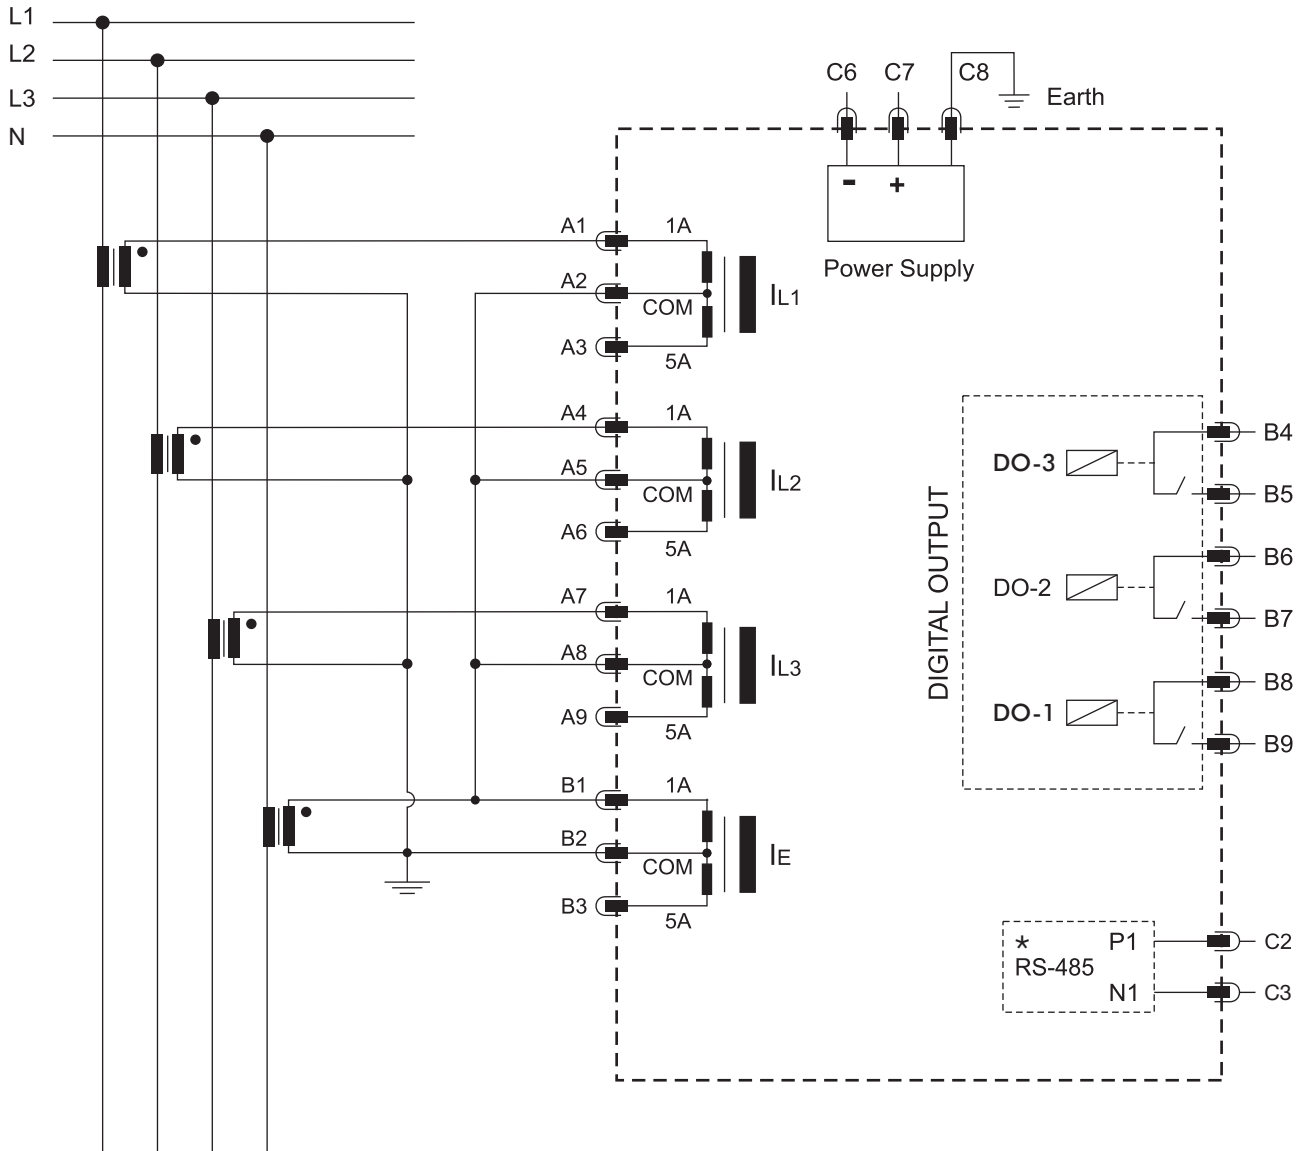 L1
L2
L3
N
C6 C7 C8
Earth
- +
Power Supply
A1 1A
A2 COM IL1
A3 5A
A4 1A
A5 COM IL2
A6 5A
A7 1A
A8 COM IL3
A9 5A
B1 1A
B2 COM IE
B3 5A
DIGITAL OUTPUT
DO-3 B4
B5
DO-2 B6
B7
DO-1 B8
B9
* P1 C2
RS-485
N1 C3